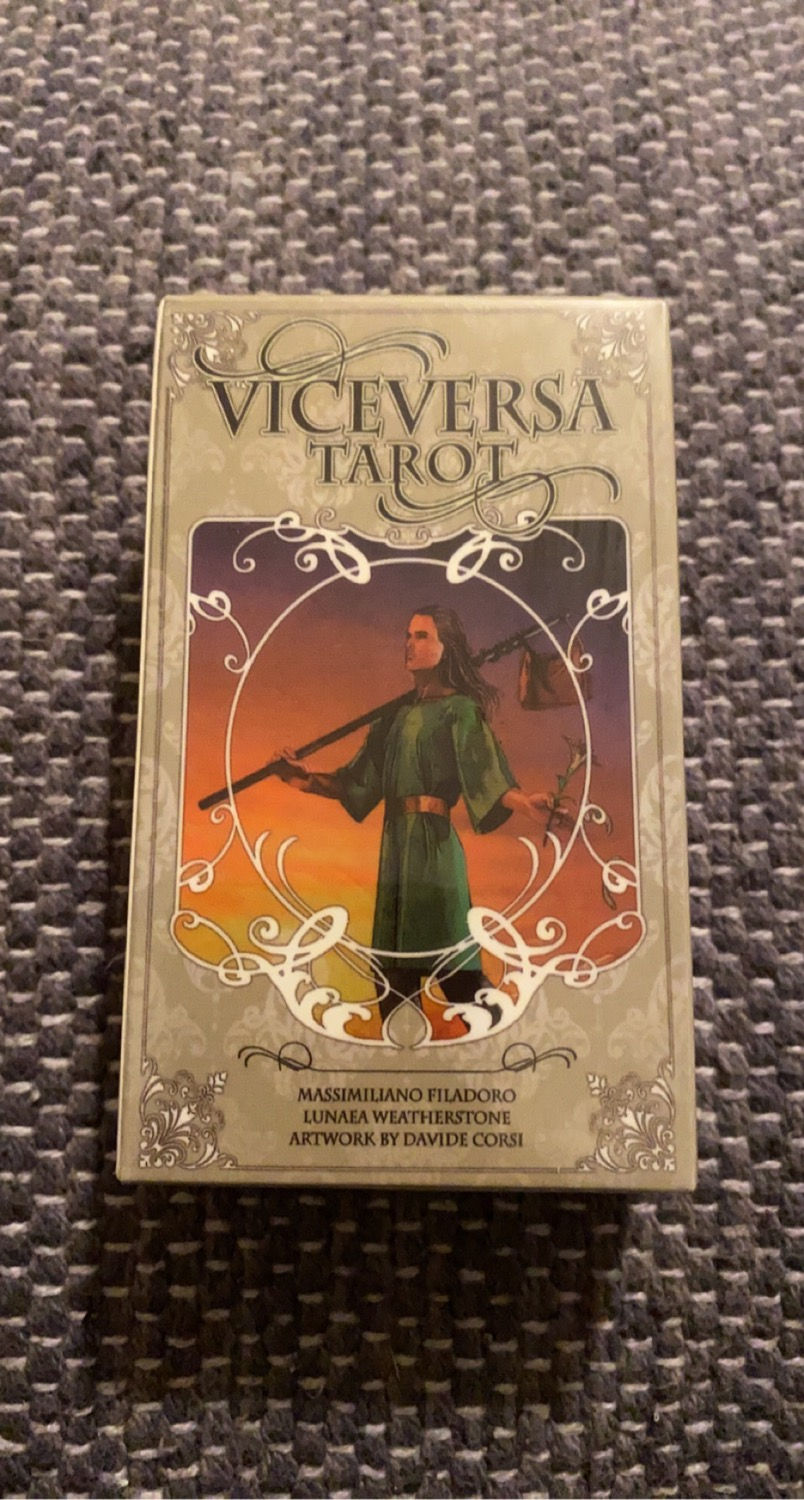 VICEVERSA
TAROT
MASSIMILIANO FILADORO
LUNAEA WEATHERSTONE
ARTWORK BY DAVIDE CORSI